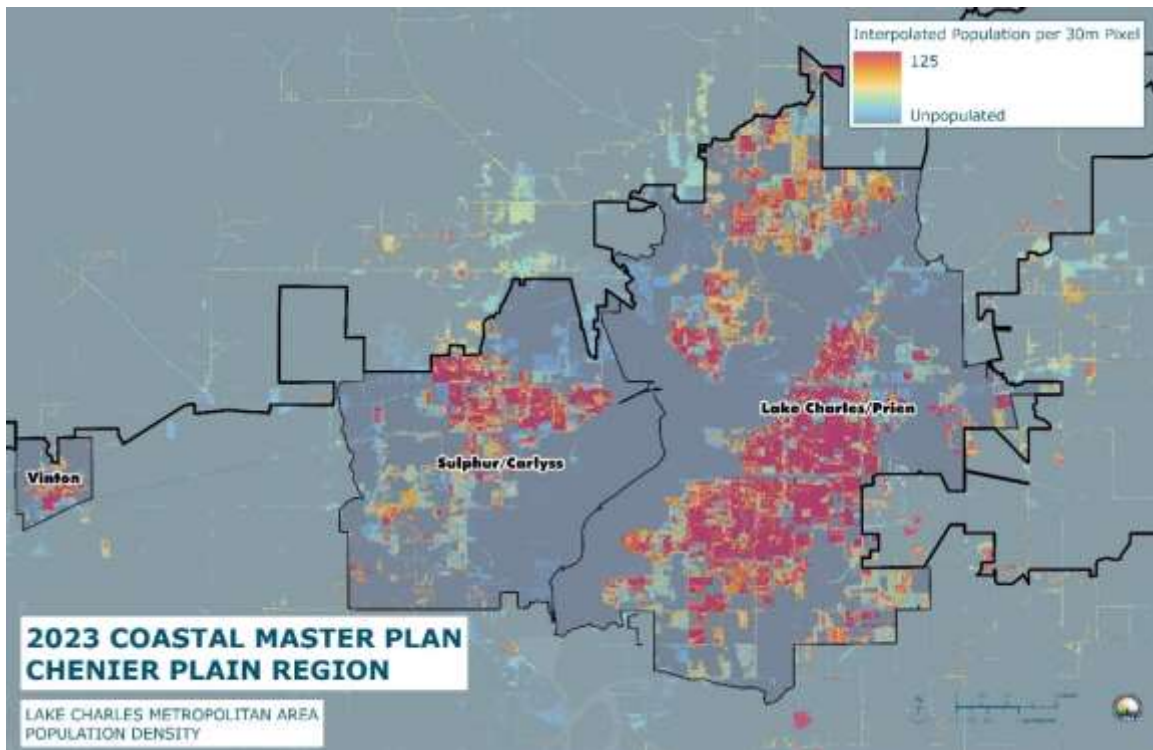 Interpolated Population per 30m Pixel
125
Unpopulated
Lake Charles/Prien
Sulphur/Carlyss
Vinton
2023 COASTAL MASTER PLAN
CHENIER PLAIN REGION
LAKE CHARLES METROPOLITAN AREA
POPULATION DENSITY